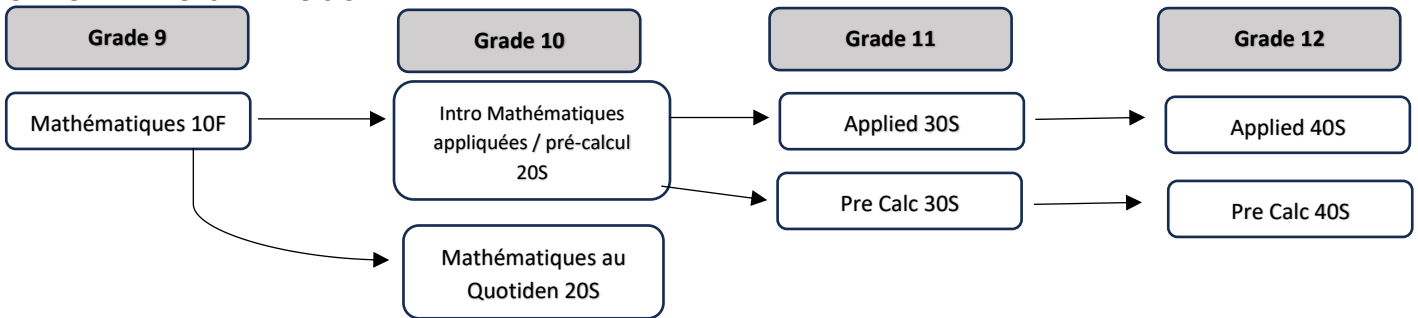 Grade 9
Grade 10
Grade 11
Grade 12
Mathématiques 10F
Intro Mathématiques
appliquées / pré-calcul
20S
Applied 30S
Applied 40S
Pre Calc 30S
Pre Calc 40S
Mathématiques au
Quotiden 20S